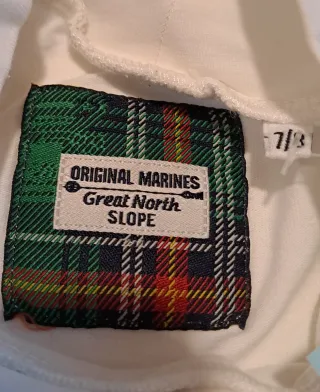 ORIGINAL MARINES
Great North
SLOPE
7/8